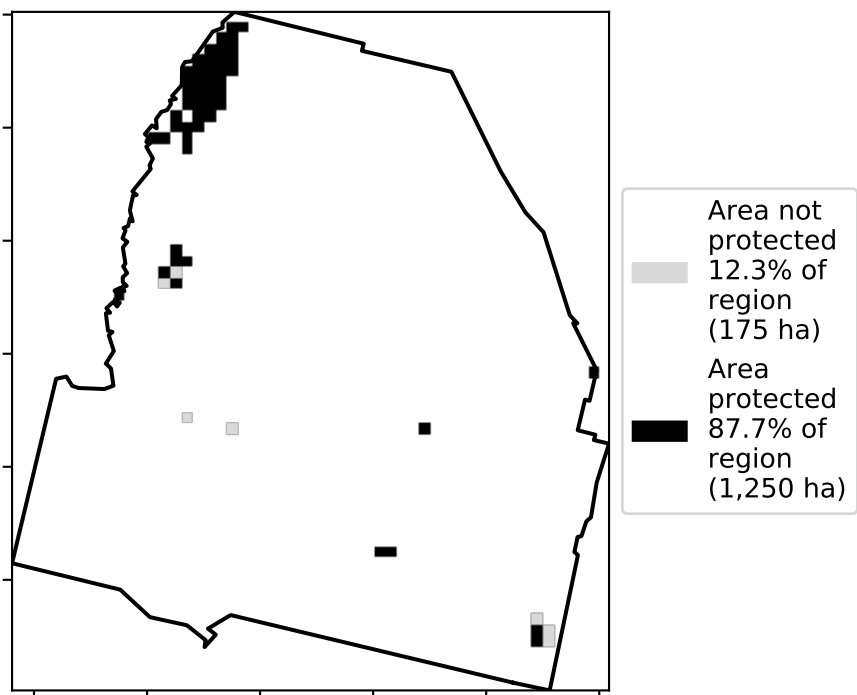 Area not
protected
12.3% of
region
(175 ha)
Area
protected
87.7% of
region
(1,250 ha)